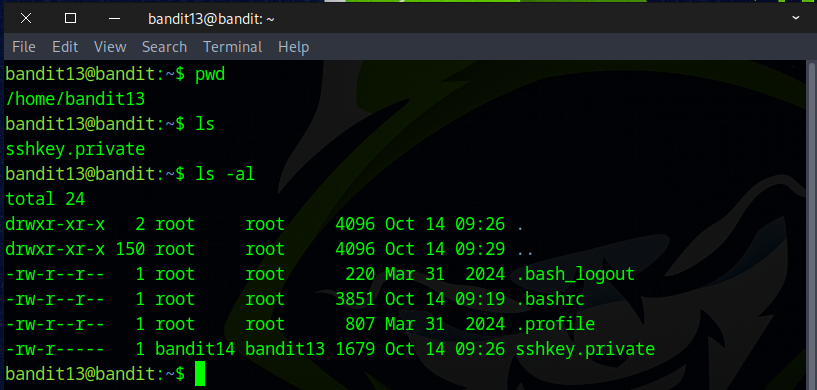 bandit13@bandit: ~
File Edit View Search Terminal Help
bandit13@bandit:~$ pwd
/home/bandit13
bandit13@bandit:~$ ls
sshkey.private
bandit13@bandit:~$ ls -al
total 24
drwxr-xr-x   2 root     root     4096 Oct 14 09:26 .
drwxr-xr-x 150 root     root     4096 Oct 14 09:29 ..
-rw-r--r--   1 root     root      220 Mar 31  2024 .bash_logout
-rw-r--r--   1 root     root     3851 Oct 14 09:19 .bashrc
-rw-r--r--   1 root     root      807 Mar 31  2024 .profile
-rw-r-----   1 bandit14 bandit13 1679 Oct 14 09:26 sshkey.private
bandit13@bandit:~$